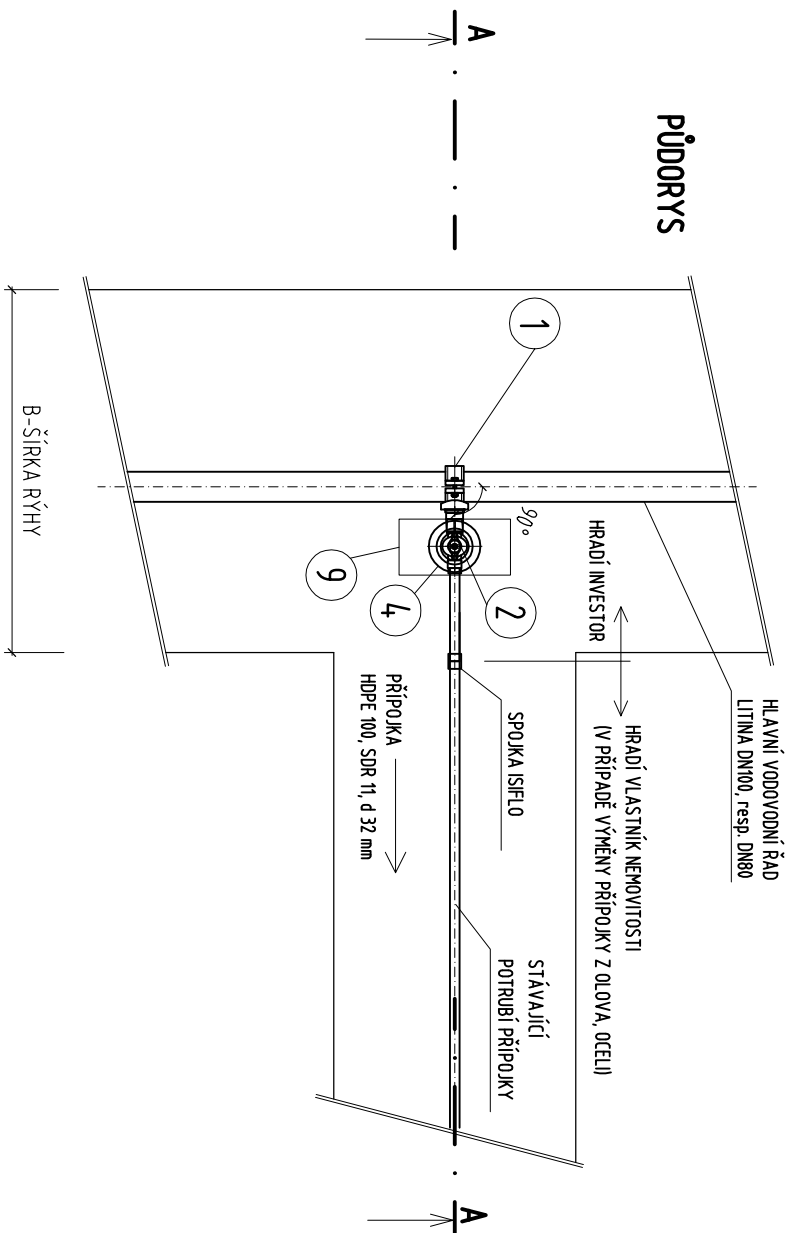 PŮDORYS
A
A
B-ŠÍŘKA RÝHY
1
2
4
9
90°
HRADÍ INVESTOR
HRADÍ VLASTNÍK NEMOVITOSTI
(V PŘÍPADĚ VÝMĚNY PŘÍPOJKY Z OLOVA, OCELI)
HLAVNÍ VODOVODNÍ ŘAD
LITINA DN100, resp. DN80
SPOJKA ISIFLO
PŘÍPOJKA
HDPE 100, SDR 11, d 32 mm
STÁVAJÍCÍ
POTRUBÍ PŘÍPOJKY